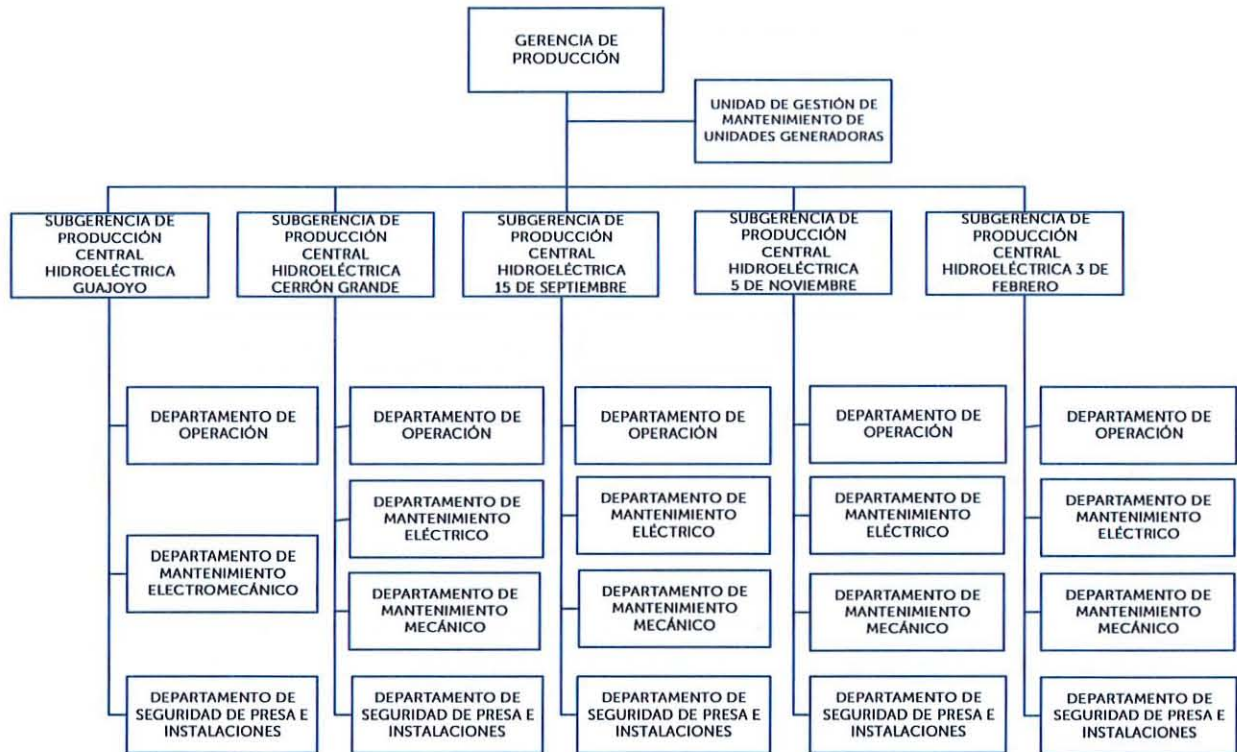 GERENCIA DE
PRODUCCIÓN
UNIDAD DE GESTIÓN DE
MANTENIMIENTO DE
UNIDADES GENERADORAS
SUBGERENCIA DE
PRODUCCIÓN
CENTRAL
HIDROELÉCTRICA
GUAJOYO
SUBGERENCIA DE
PRODUCCIÓN
CENTRAL
HIDROELÉCTRICA
CERRÓN GRANDE
SUBGERENCIA DE
PRODUCCIÓN
CENTRAL
HIDROELÉCTRICA
15 DE SEPTIEMBRE
SUBGERENCIA DE
PRODUCCIÓN
CENTRAL
HIDROELÉCTRICA
5 DE NOVIEMBRE
SUBGERENCIA DE
PRODUCCIÓN
CENTRAL
HIDROELÉCTRICA 3 DE
FEBRERO
DEPARTAMENTO DE
OPERACIÓN
DEPARTAMENTO DE
MANTENIMIENTO
ELECTROMECÁNICO
DEPARTAMENTO DE
SEGURIDAD DE PRESA E
INSTALACIONES
DEPARTAMENTO DE
OPERACIÓN
DEPARTAMENTO DE
MANTENIMIENTO
ELÉCTRICO
DEPARTAMENTO DE
MANTENIMIENTO
MECÁNICO
DEPARTAMENTO DE
SEGURIDAD DE PRESA E
INSTALACIONES
DEPARTAMENTO DE
OPERACIÓN
DEPARTAMENTO DE
MANTENIMIENTO
ELÉCTRICO
DEPARTAMENTO DE
MANTENIMIENTO
MECÁNICO
DEPARTAMENTO DE
SEGURIDAD DE PRESA E
INSTALACIONES
DEPARTAMENTO DE
OPERACIÓN
DEPARTAMENTO DE
MANTENIMIENTO
ELÉCTRICO
DEPARTAMENTO DE
MANTENIMIENTO
MECÁNICO
DEPARTAMENTO DE
SEGURIDAD DE PRESA E
INSTALACIONES
DEPARTAMENTO DE
OPERACIÓN
DEPARTAMENTO DE
MANTENIMIENTO
ELÉCTRICO
DEPARTAMENTO DE
MANTENIMIENTO
MECÁNICO
DEPARTAMENTO DE
SEGURIDAD DE PRESA E
INSTALACIONES